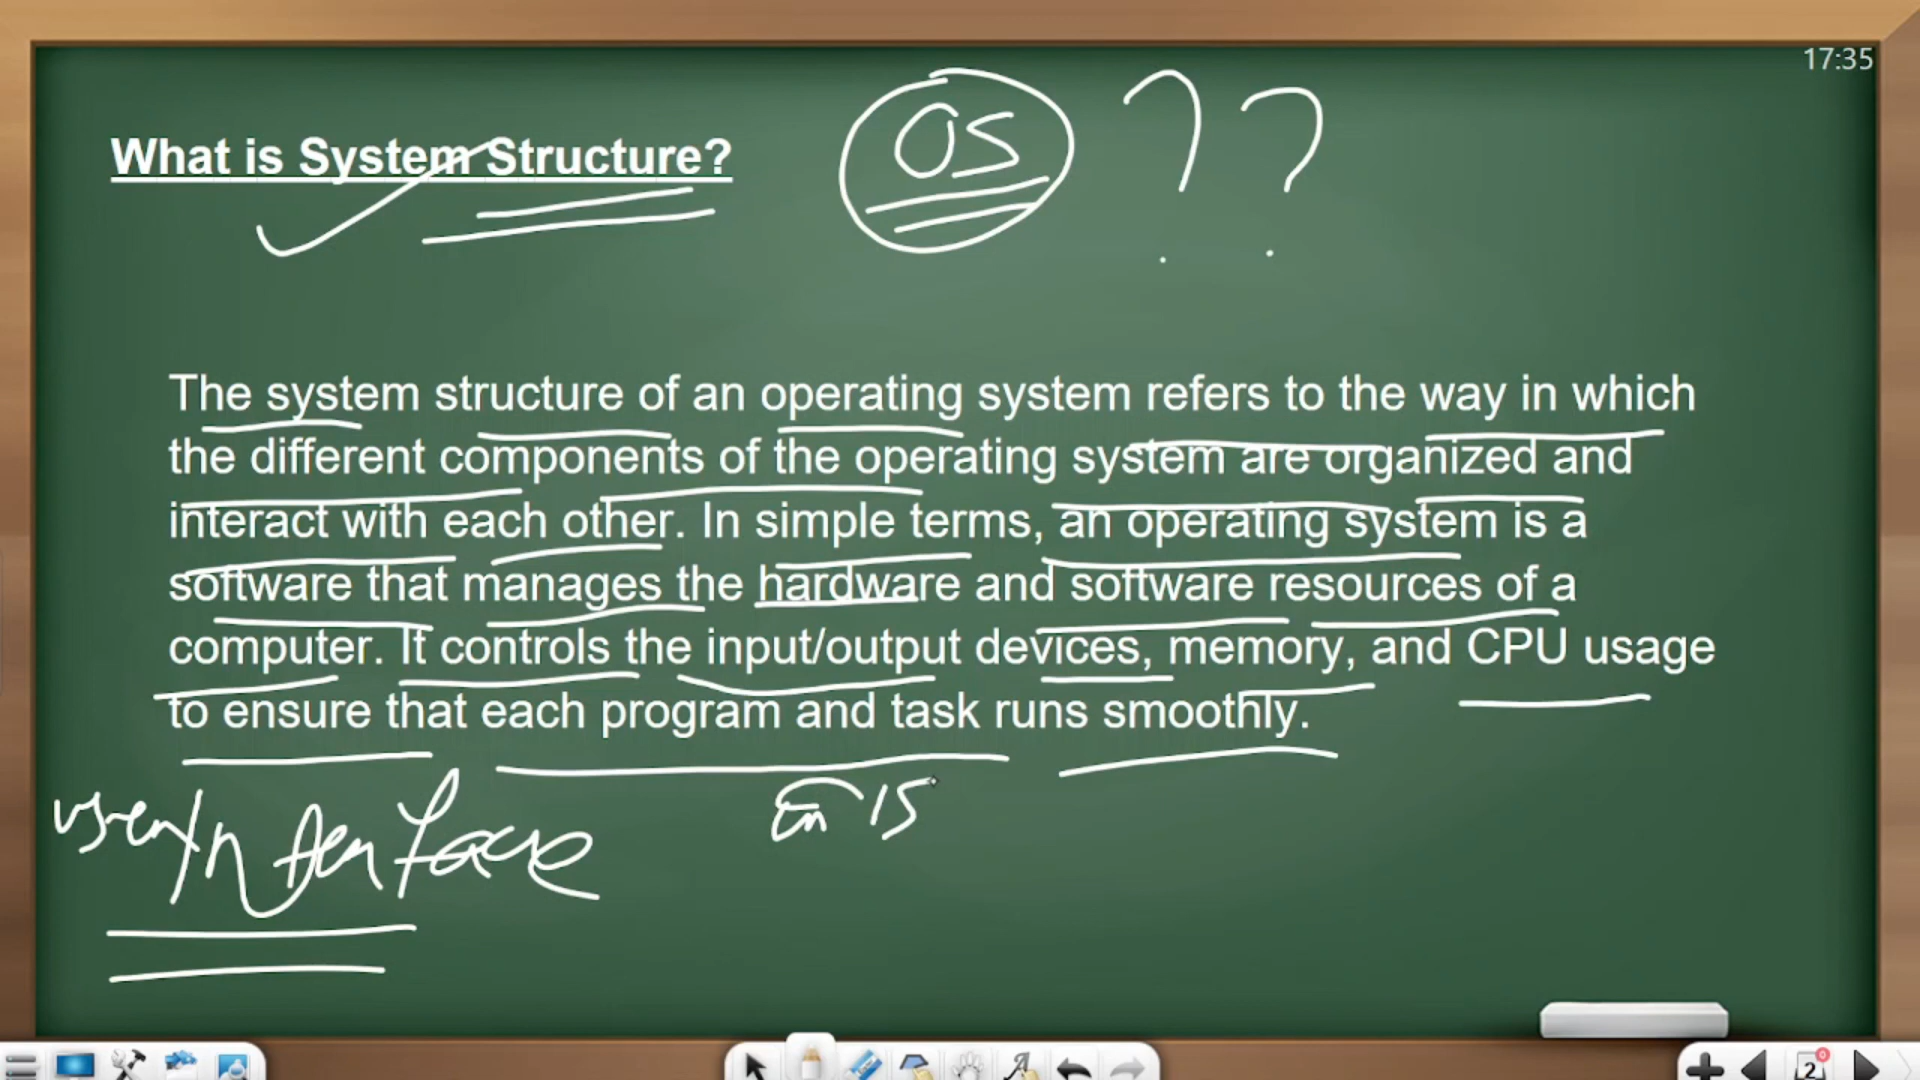 17:35
What is System Structure?
OS ??
The system structure of an operating system refers to the way in which
the different components of the operating system are organized and
interact with each other. In simple terms, an operating system is a
software that manages the hardware and software resources of a
computer. It controls the input/output devices, memory, and CPU usage
to ensure that each program and task runs smoothly.
user Interface
2